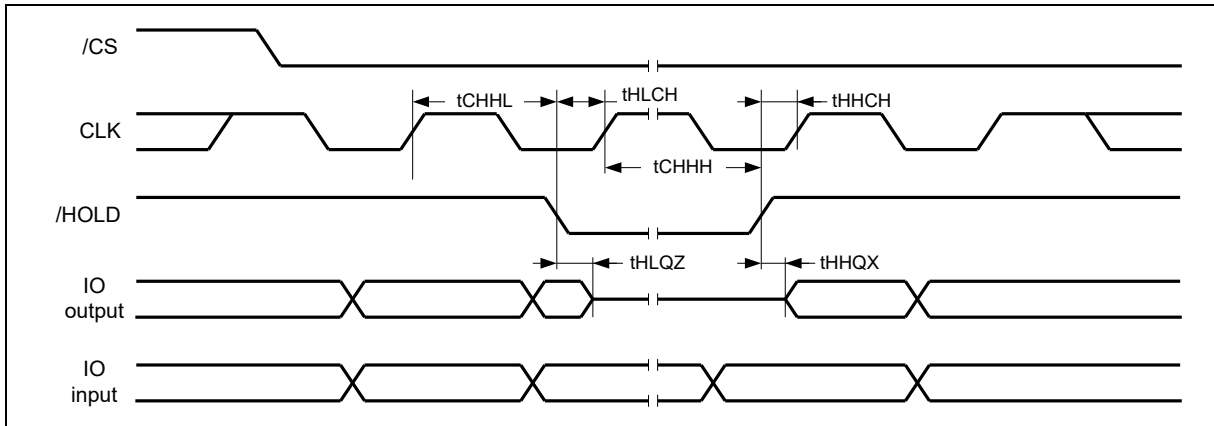 /CS
tCHHL
tHLCH
tHHCH
CLK
tCHHH
/HOLD
tHLQZ
tHHQX
IO
output
IO
input